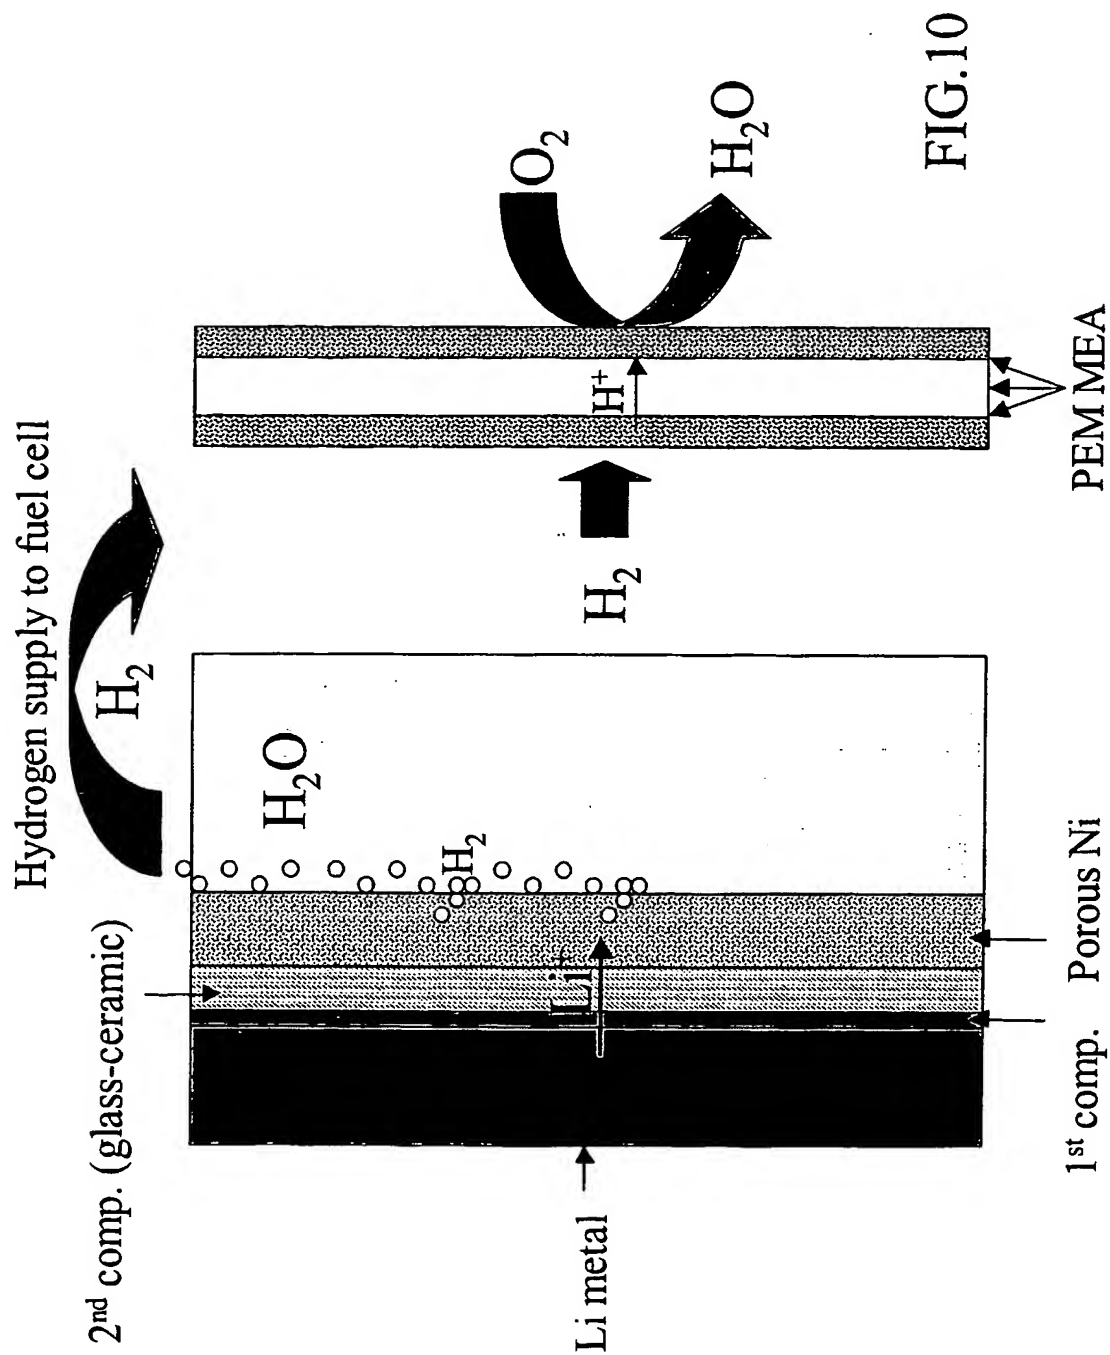 Hydrogen supply to fuel cell
H₂
2ⁿᵈ comp. (glass-ceramic)
H₂O
H₂
Li⁺
Li metal
H₂
H⁺
O₂
H₂O
1ˢᵗ comp.
Porous Ni
PEM MEA
FIG.10